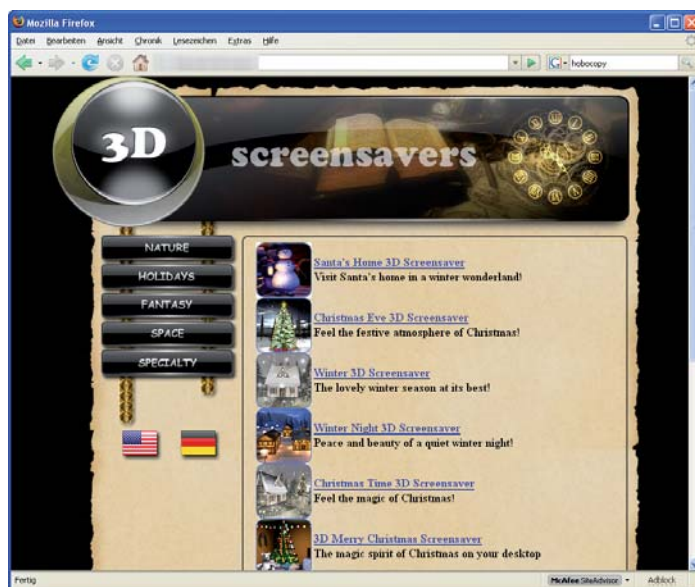 Mozilla Firefox
Datei Bearbeiten Ansicht Chronik Lesezeichen Extras Hilfe
G hobocopy
3D
screensavers
NATURE
HOLIDAYS
FANTASY
SPACE
SPECIALTY
Santa's Home 3D Screensaver
Visit Santa's home in a winter wonderland!
Christmas Eve 3D Screensaver
Feel the festive atmosphere of Christmas!
Winter 3D Screensaver
The lovely winter season at its best!
Winter Night 3D Screensaver
Peace and beauty of a quiet winter night!
Christmas Time 3D Screensaver
Feel the magic of Christmas!
3D Merry Christmas Screensaver
The magic spirit of Christmas on your desktop
Fertig McAfee SiteAdvisor Adblock